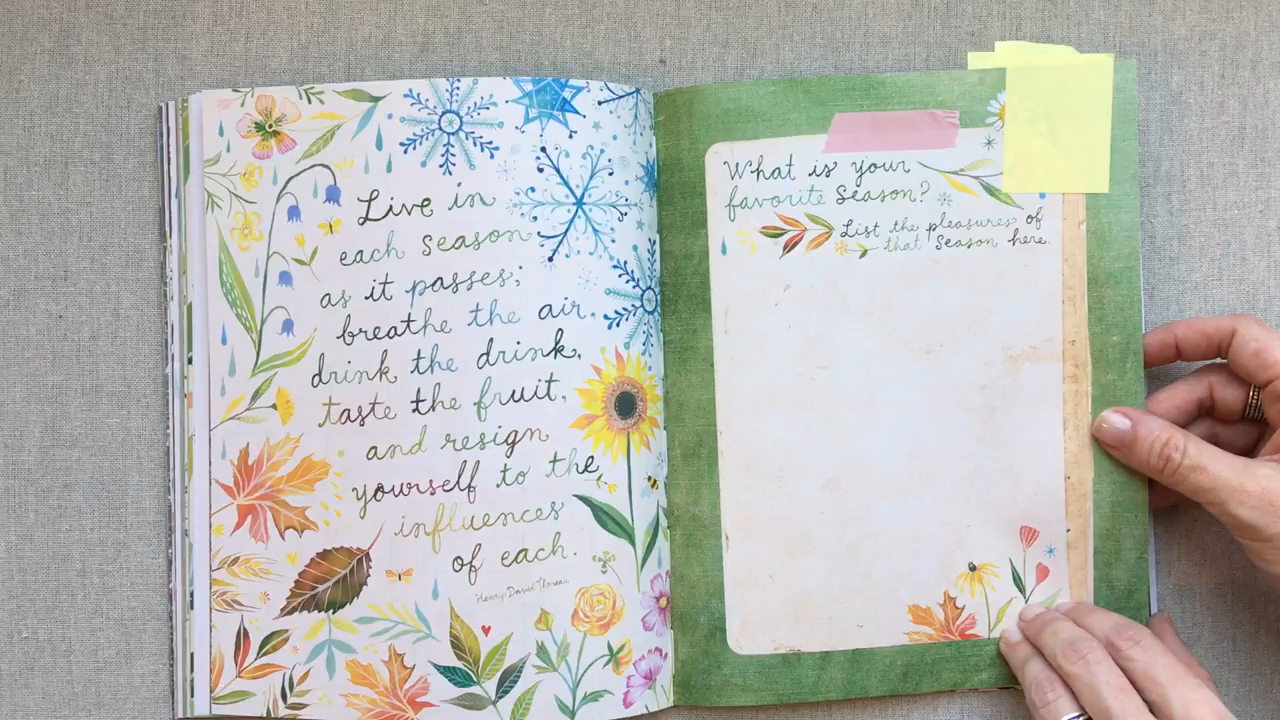 Live in
each season
as it passes;
breathe the air,
drink the drink,
taste the fruit,
and resign
yourself to the
influences
of each.
Henry David Thoreau
What is your
favorite Season?
List the pleasures of
that Season here.